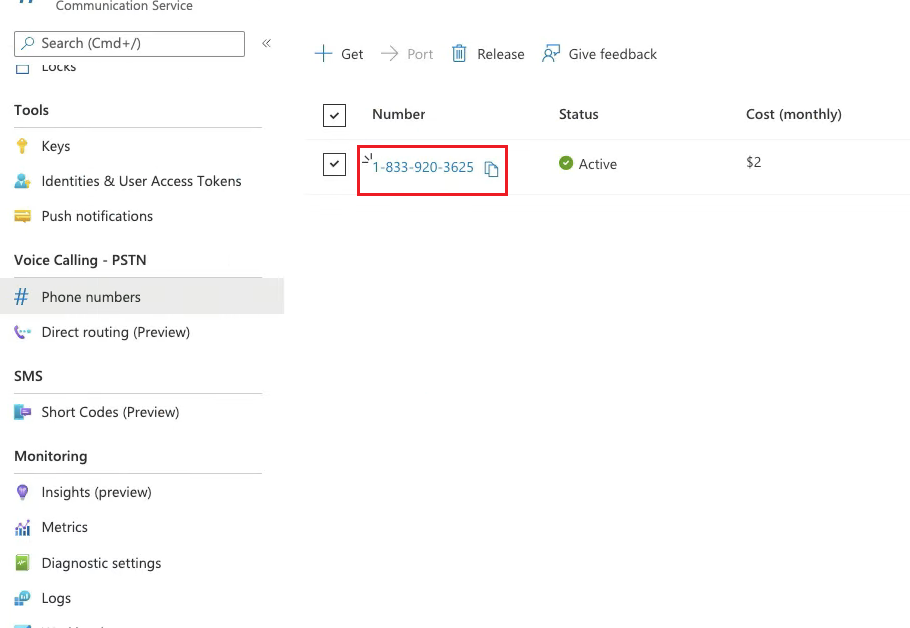 Communication Service
Search (Cmd+/)
Locks
Tools
Keys
Identities & User Access Tokens
Push notifications
Voice Calling - PSTN
Phone numbers
Direct routing (Preview)
SMS
Short Codes (Preview)
Monitoring
Insights (preview)
Metrics
Diagnostic settings
Logs
Get Port Release Give feedback
Number Status Cost (monthly)
1-833-920-3625 Active $2